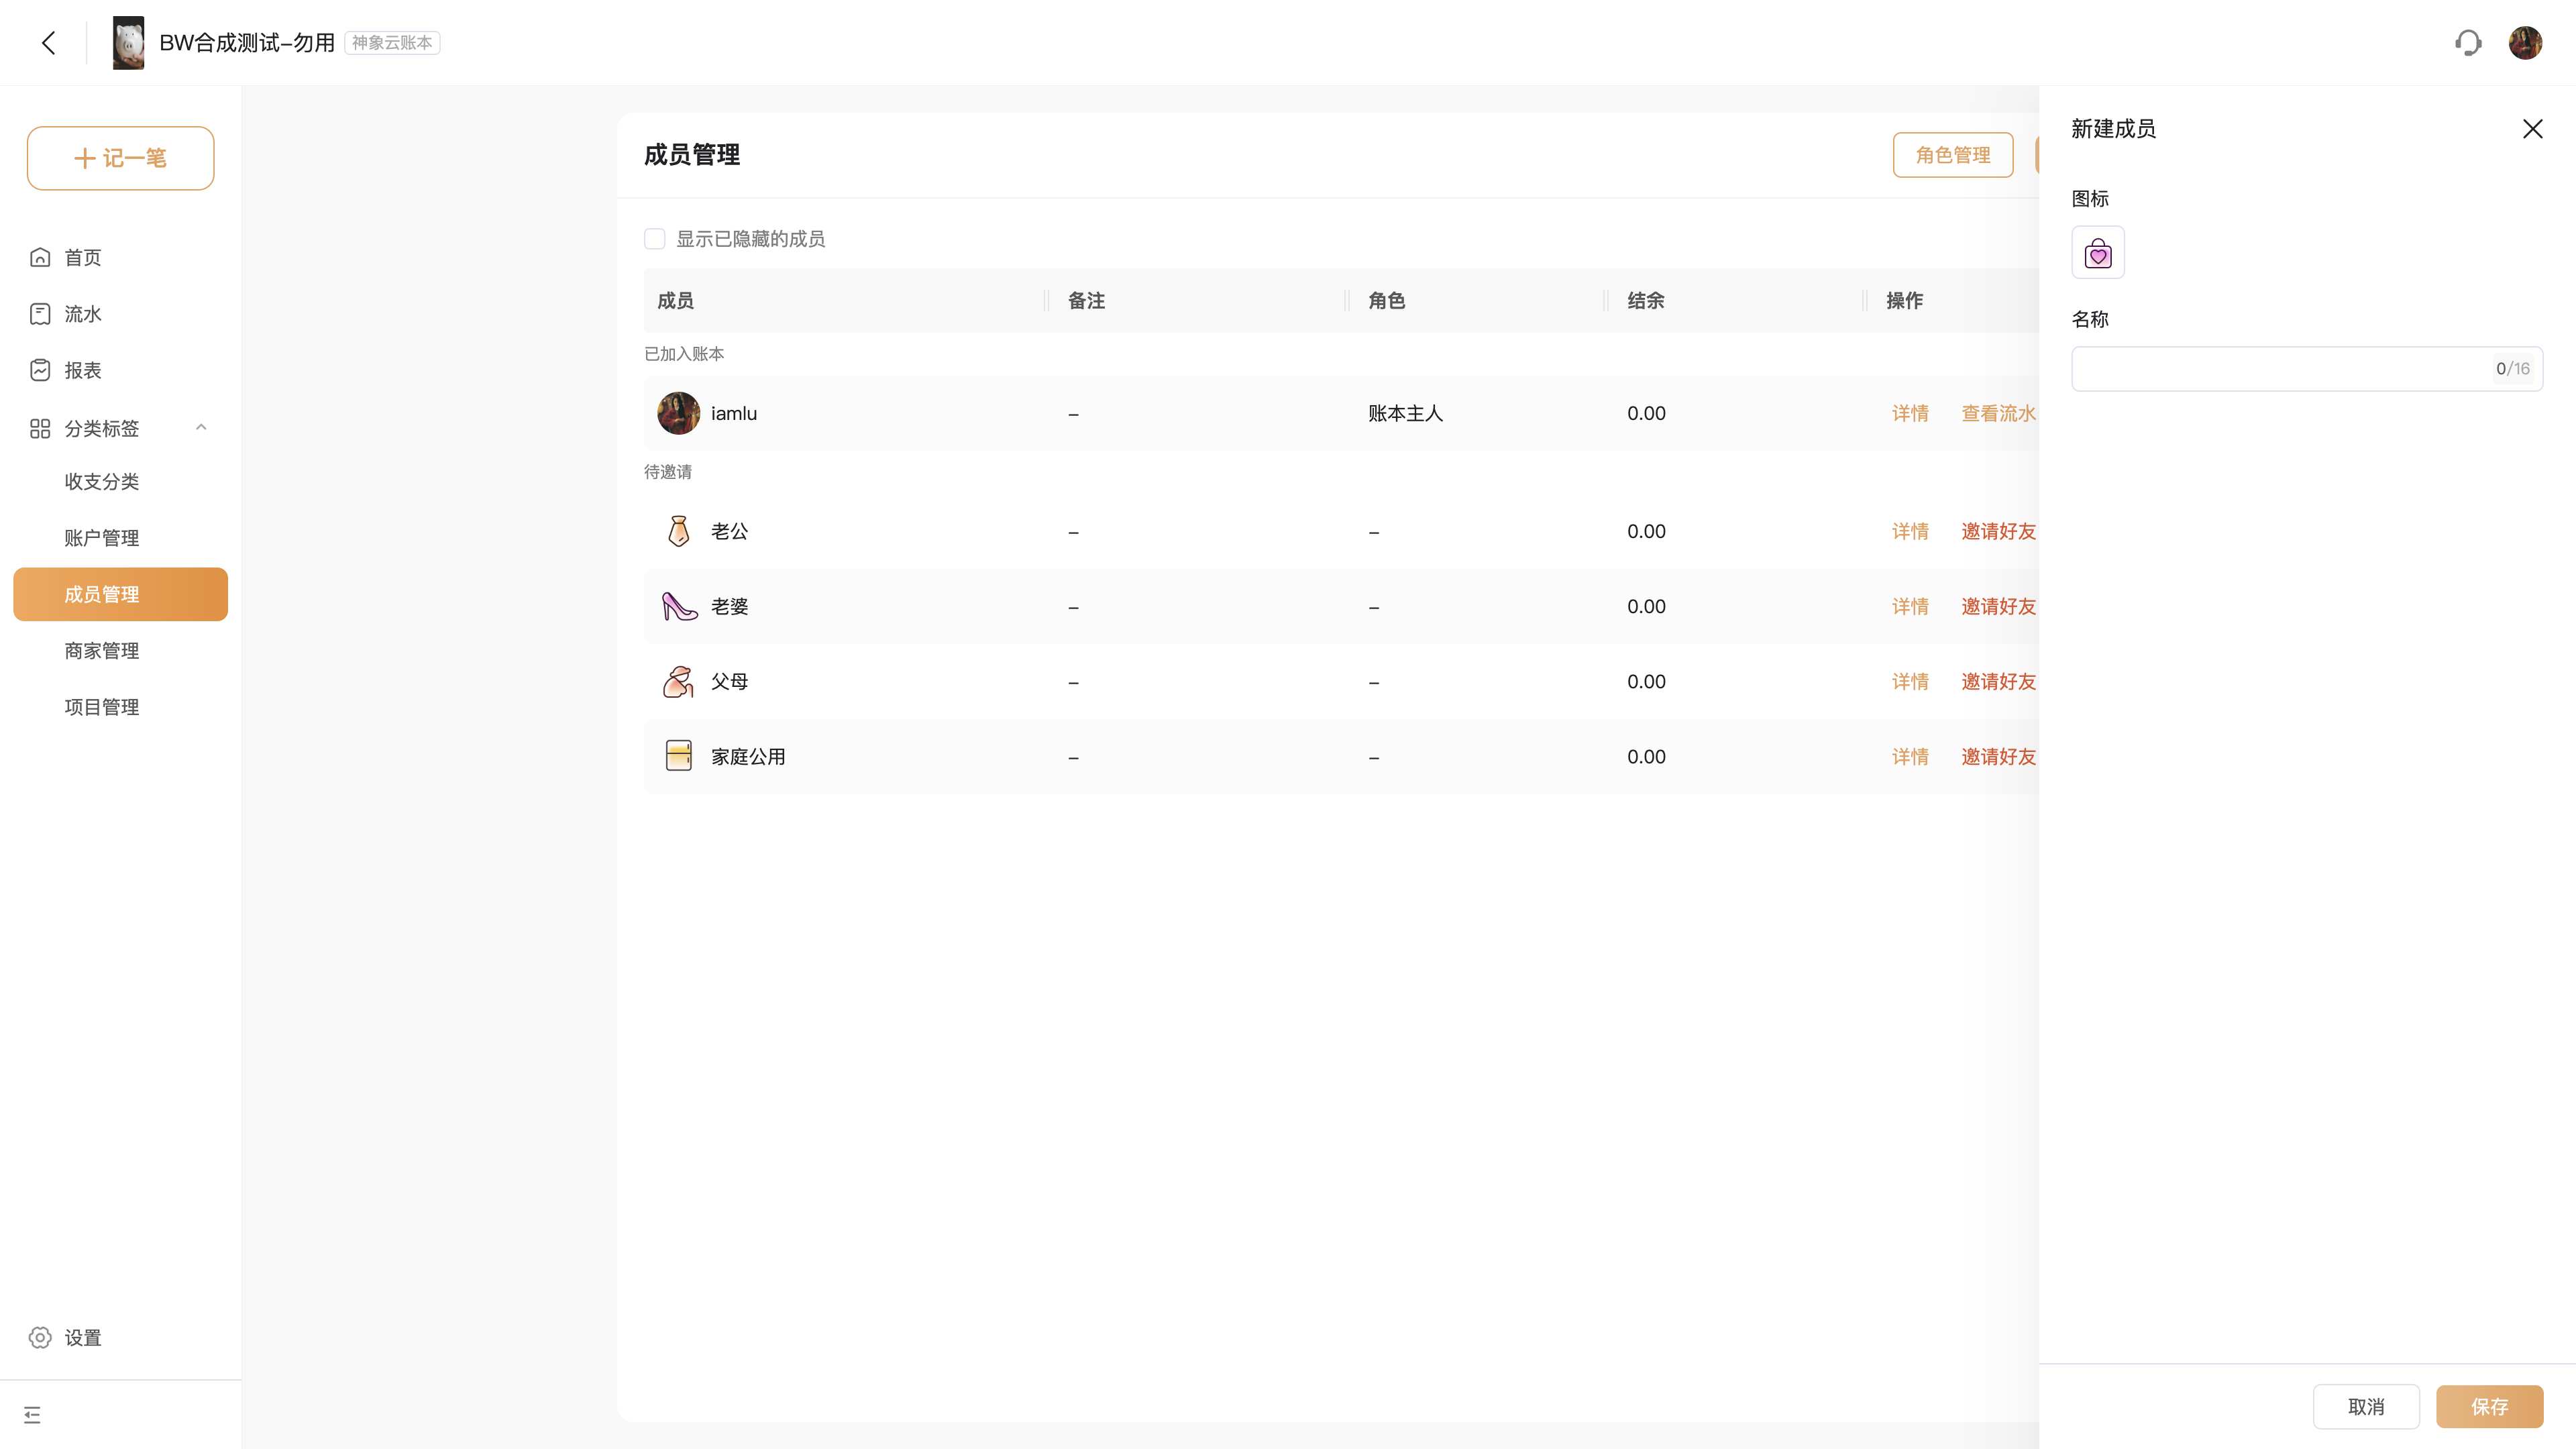 BW合成测试-勿用 神象云账本
记一笔
首页
流水
报表
分类标签
收支分类
账户管理
成员管理
商家管理
项目管理
设置
成员管理 角色管理
显示已隐藏的成员
成员 备注 角色 结余 操作
已加入账本
iamlu – 账本主人 0.00 详情 查看流水
待邀请
老公 – – 0.00 详情 邀请好友
老婆 – – 0.00 详情 邀请好友
父母 – – 0.00 详情 邀请好友
家庭公用 – – 0.00 详情 邀请好友
新建成员
图标
名称
0/16
取消 保存